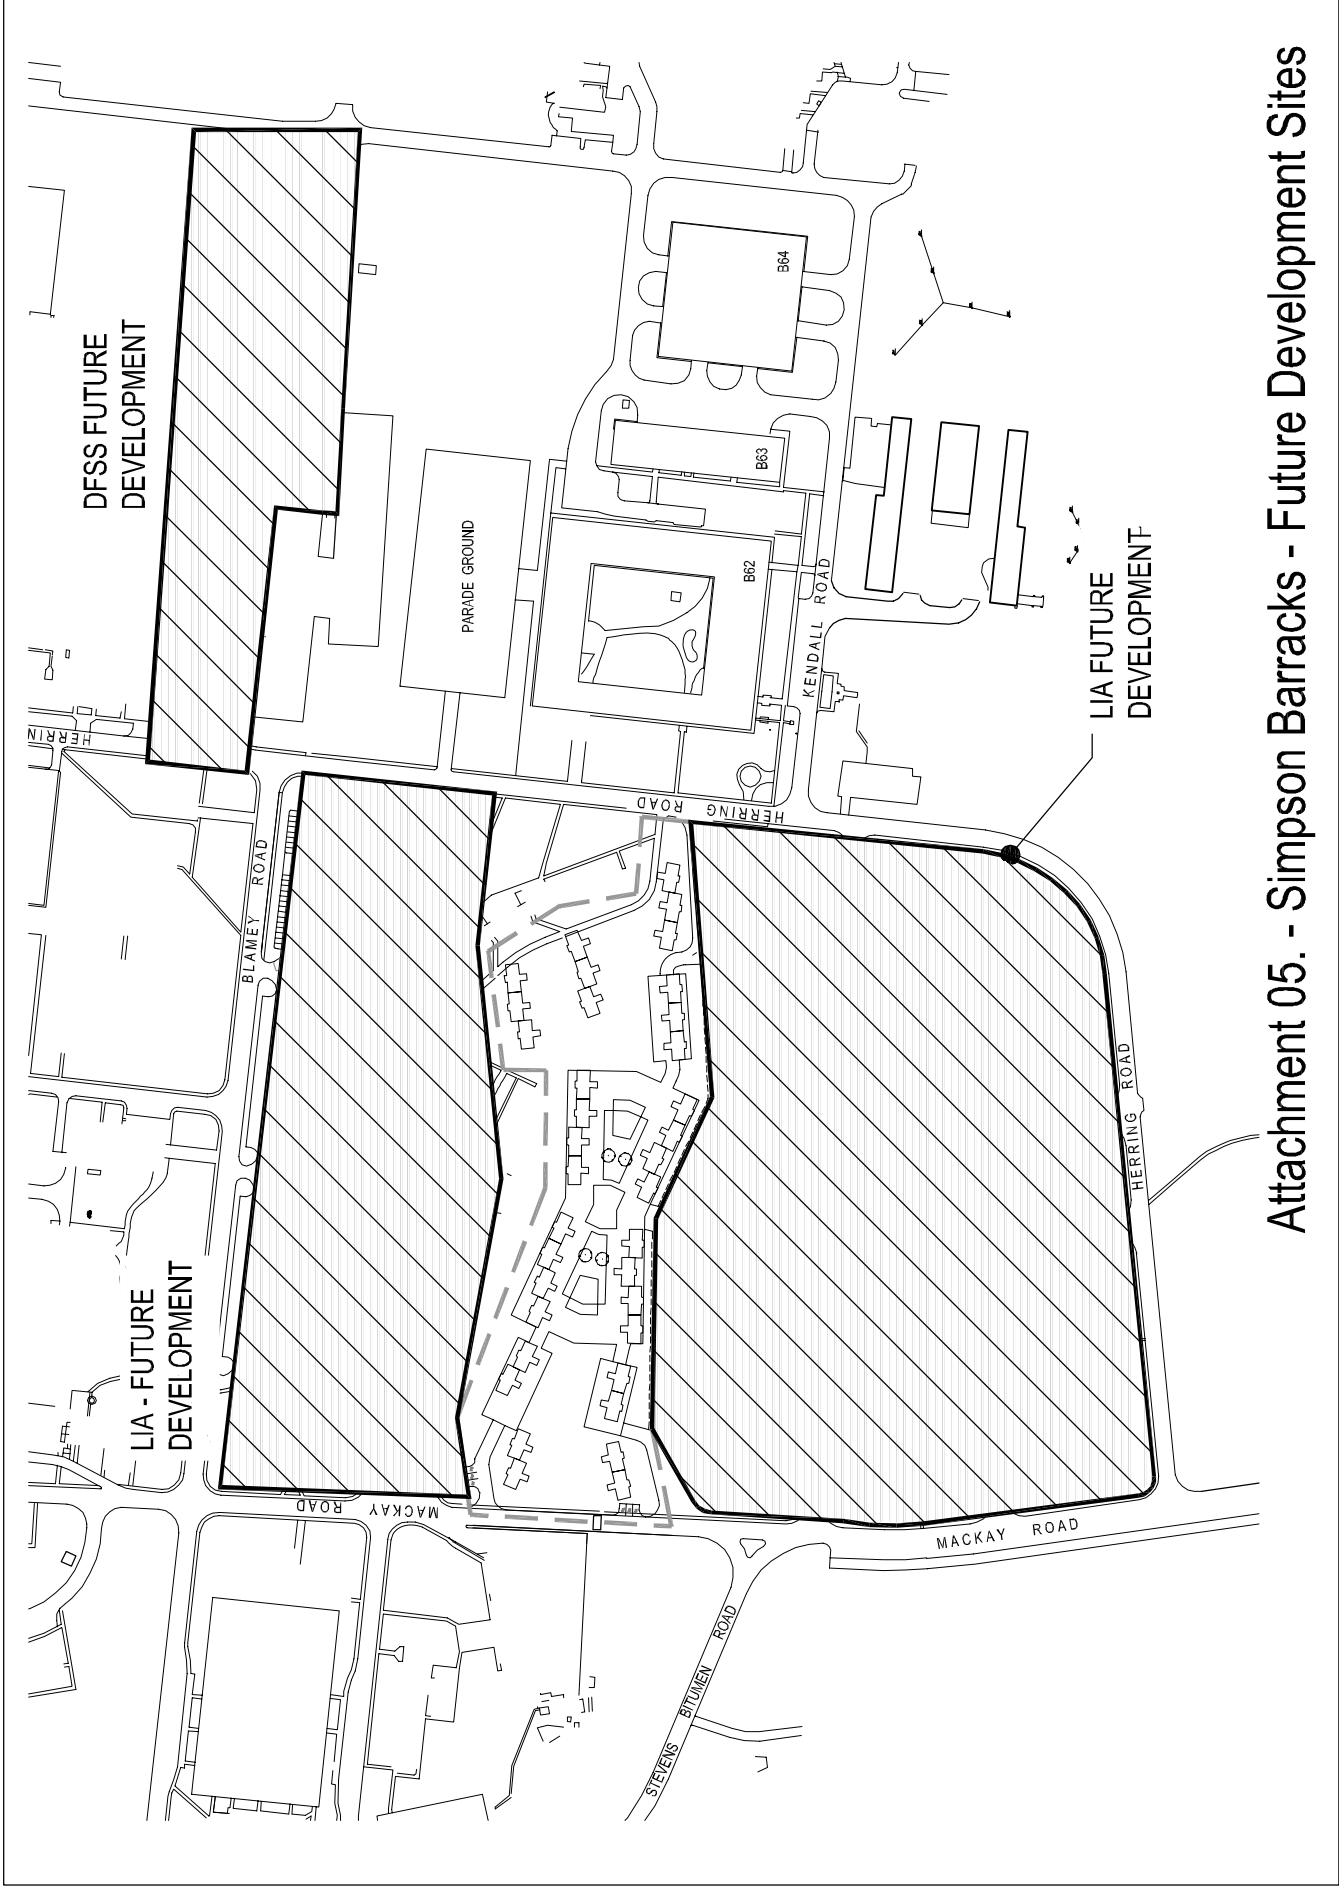 DFSS FUTURE
DEVELOPMENT
HERRIN
PARADE GROUND
B64
B63
B62
KENDALL ROAD
BLAMEY ROAD
HERRING ROAD
LIA FUTURE
DEVELOPMENT
LIA - FUTURE
DEVELOPMENT
MACKAY ROAD
HERRING ROAD
MACKAY ROAD
STEVENS BITUMEN ROAD
Attachment 05. - Simpson Barracks - Future Development Sites